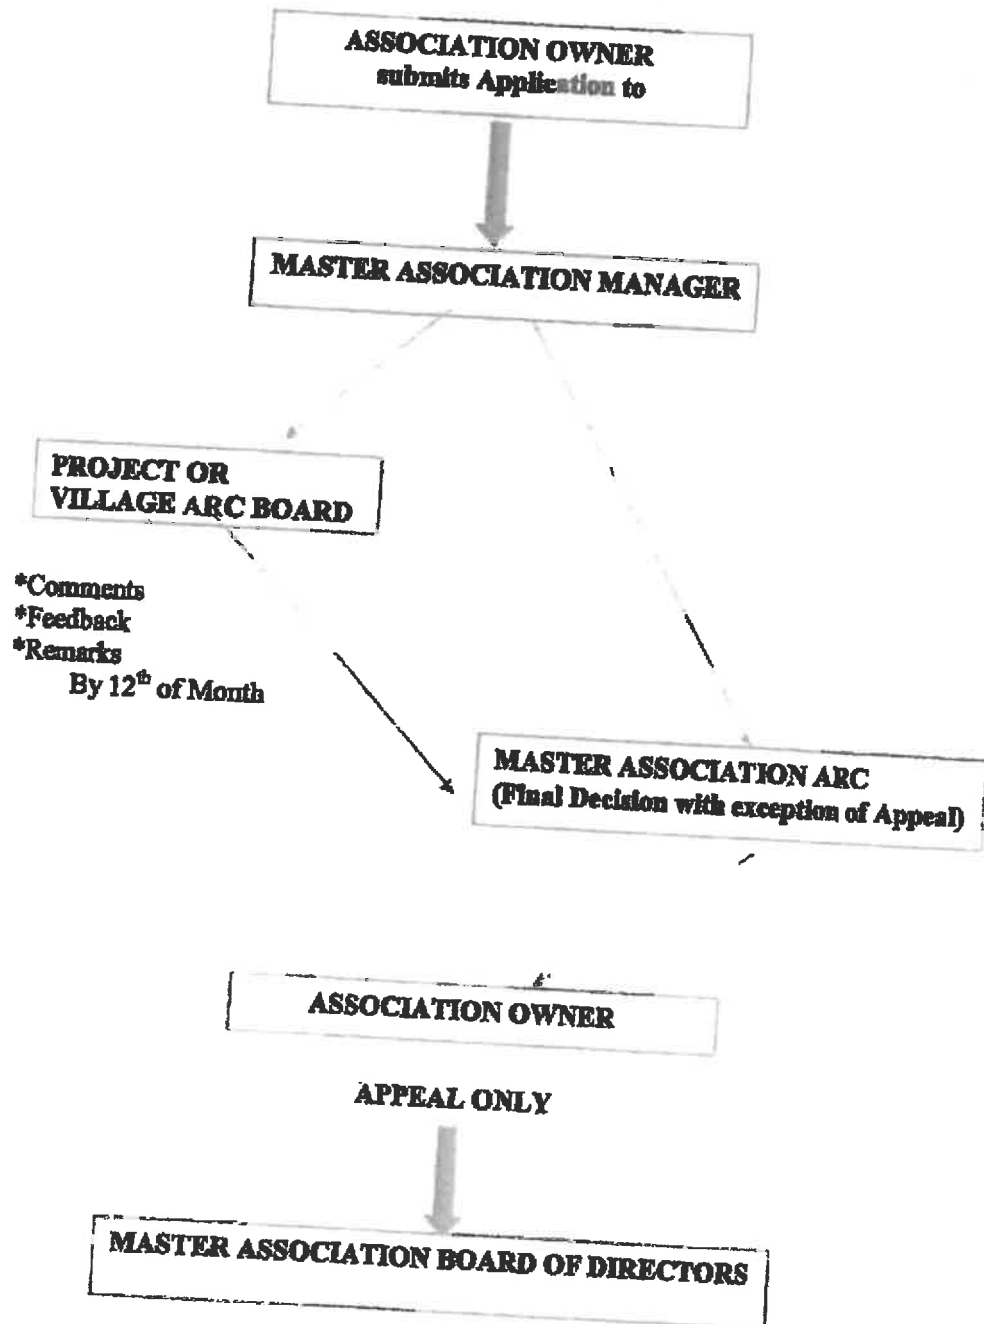 ASSOCIATION OWNER
submits Application to
MASTER ASSOCIATION MANAGER
PROJECT OR
VILLAGE ARC BOARD
*Comments
*Feedback
*Remarks
By 12th of Month
MASTER ASSOCIATION ARC
(Final Decision with exception of Appeal)
ASSOCIATION OWNER
APPEAL ONLY
MASTER ASSOCIATION BOARD OF DIRECTORS